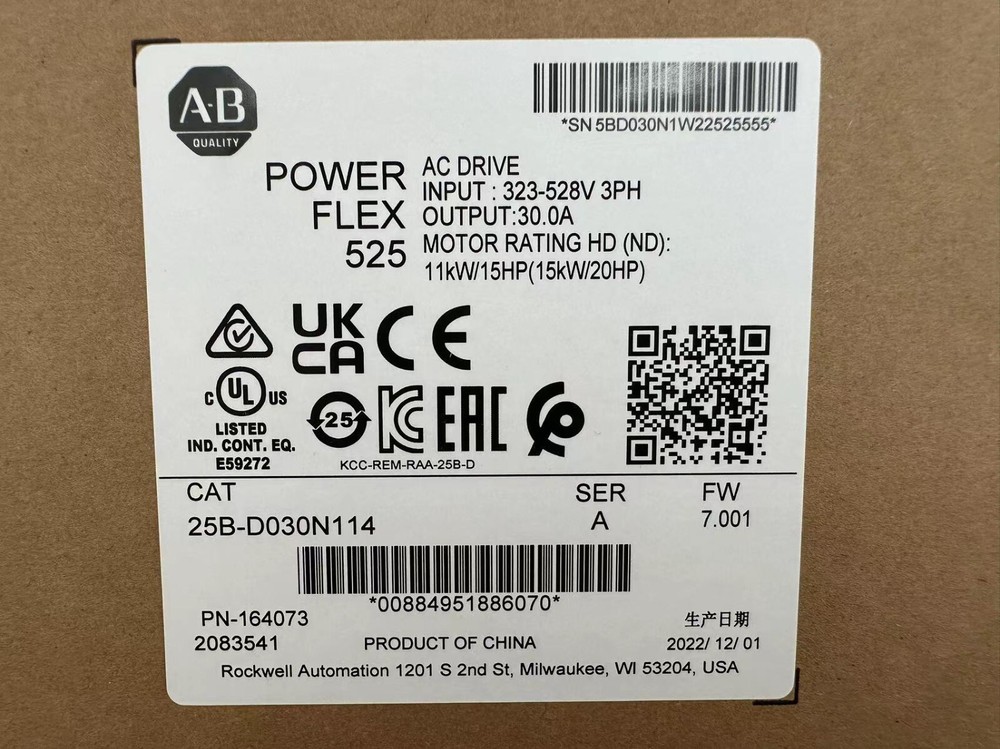 A·B
QUALITY
*SN 5BD030N1W22525555*
POWER
FLEX
525
AC DRIVE
INPUT : 323-528V 3PH
OUTPUT:30.0A
MOTOR RATING HD (ND):
11kW/15HP(15kW/20HP)
UK
CA
CE
C UL US
LISTED
IND. CONT. EQ.
E59272
25
KC
EAC
KCC-REM-RAA-25B-D
CAT
25B-D030N114
SER
A
FW
7.001
*00884951886070*
PN-164073
2083541
PRODUCT OF CHINA
生产日期
2022/ 12/ 01
Rockwell Automation 1201 S 2nd St, Milwaukee, WI 53204, USA